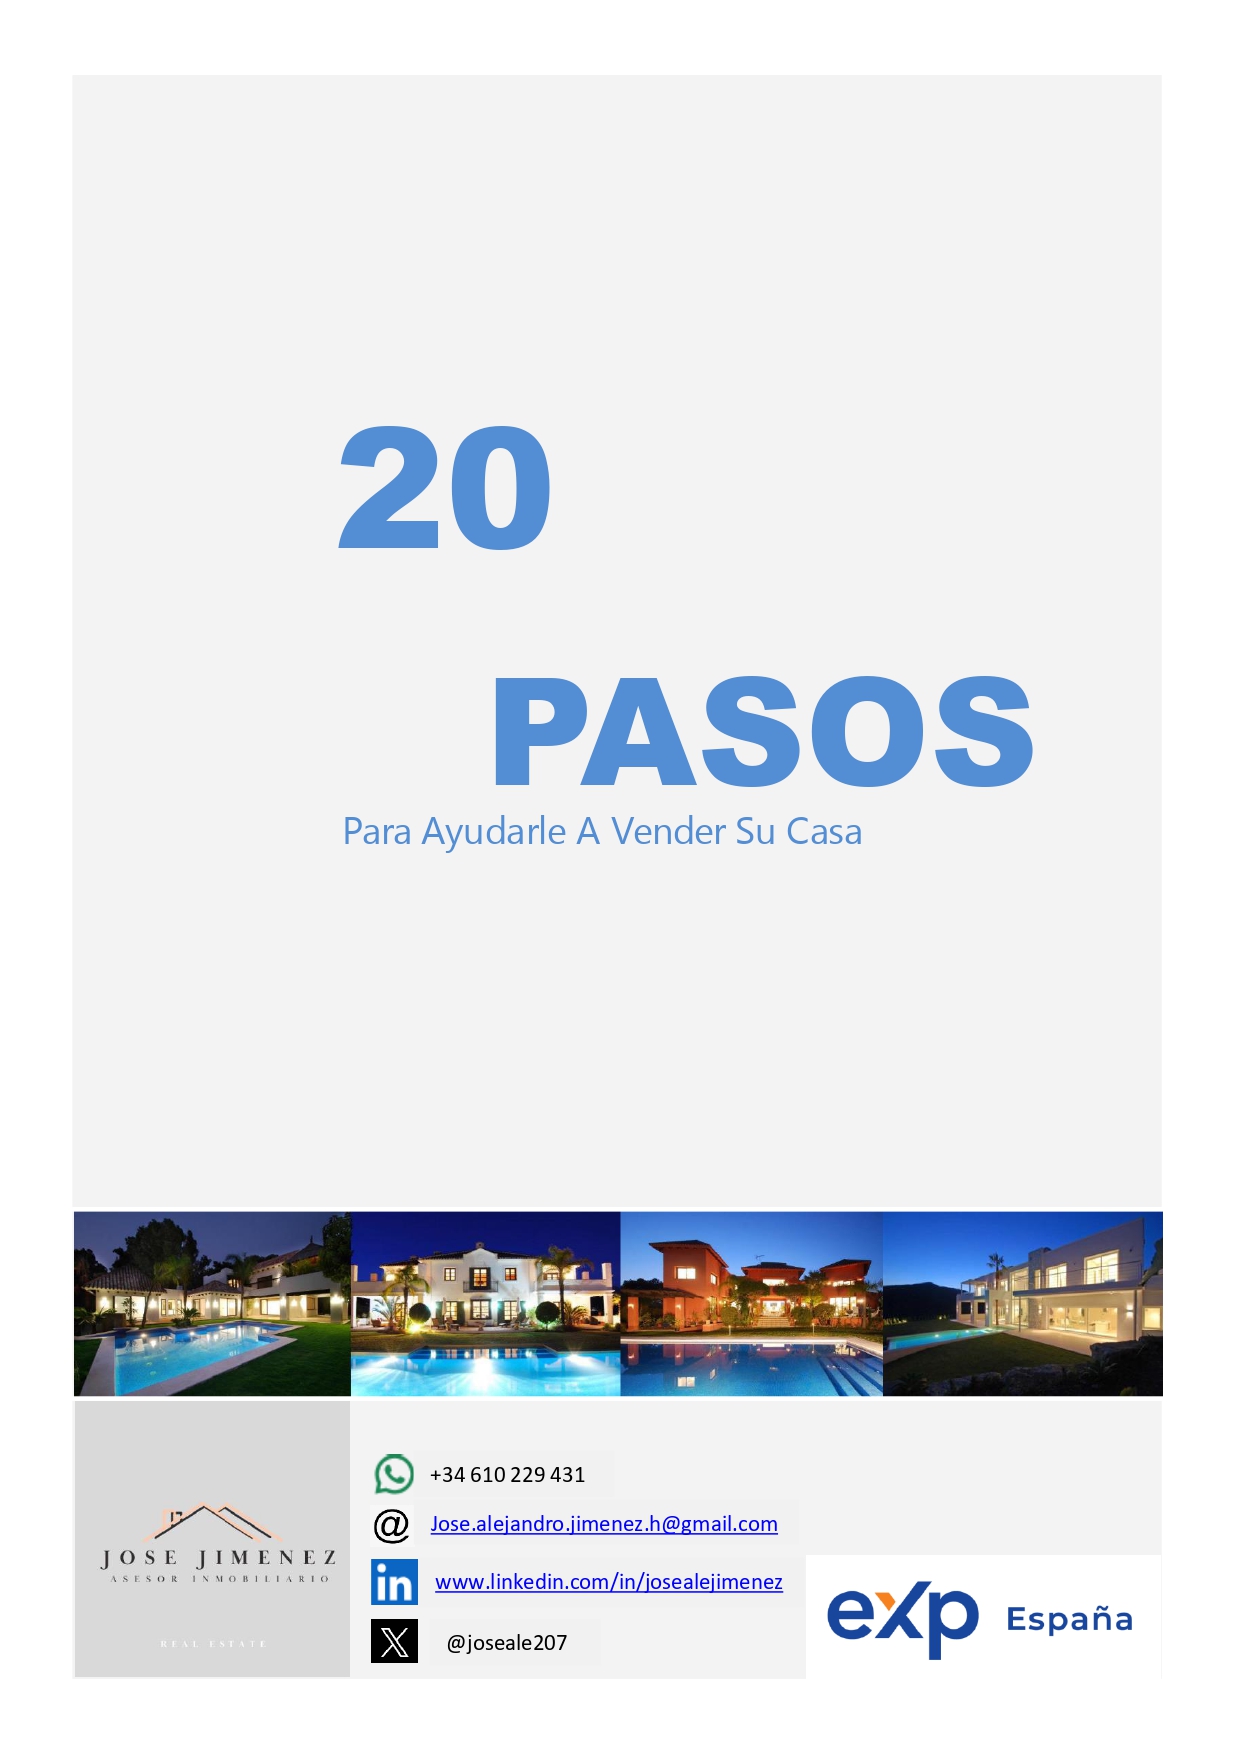 20
PASOS
Para Ayudarle A Vender Su Casa
JOSE JIMENEZ
ASESOR INMOBILIARIO
REAL ESTATE
+34 610 229 431
@ Jose.alejandro.jimenez.h@gmail.com
in www.linkedin.com/in/josealejimenez
X @joseale207
exp España